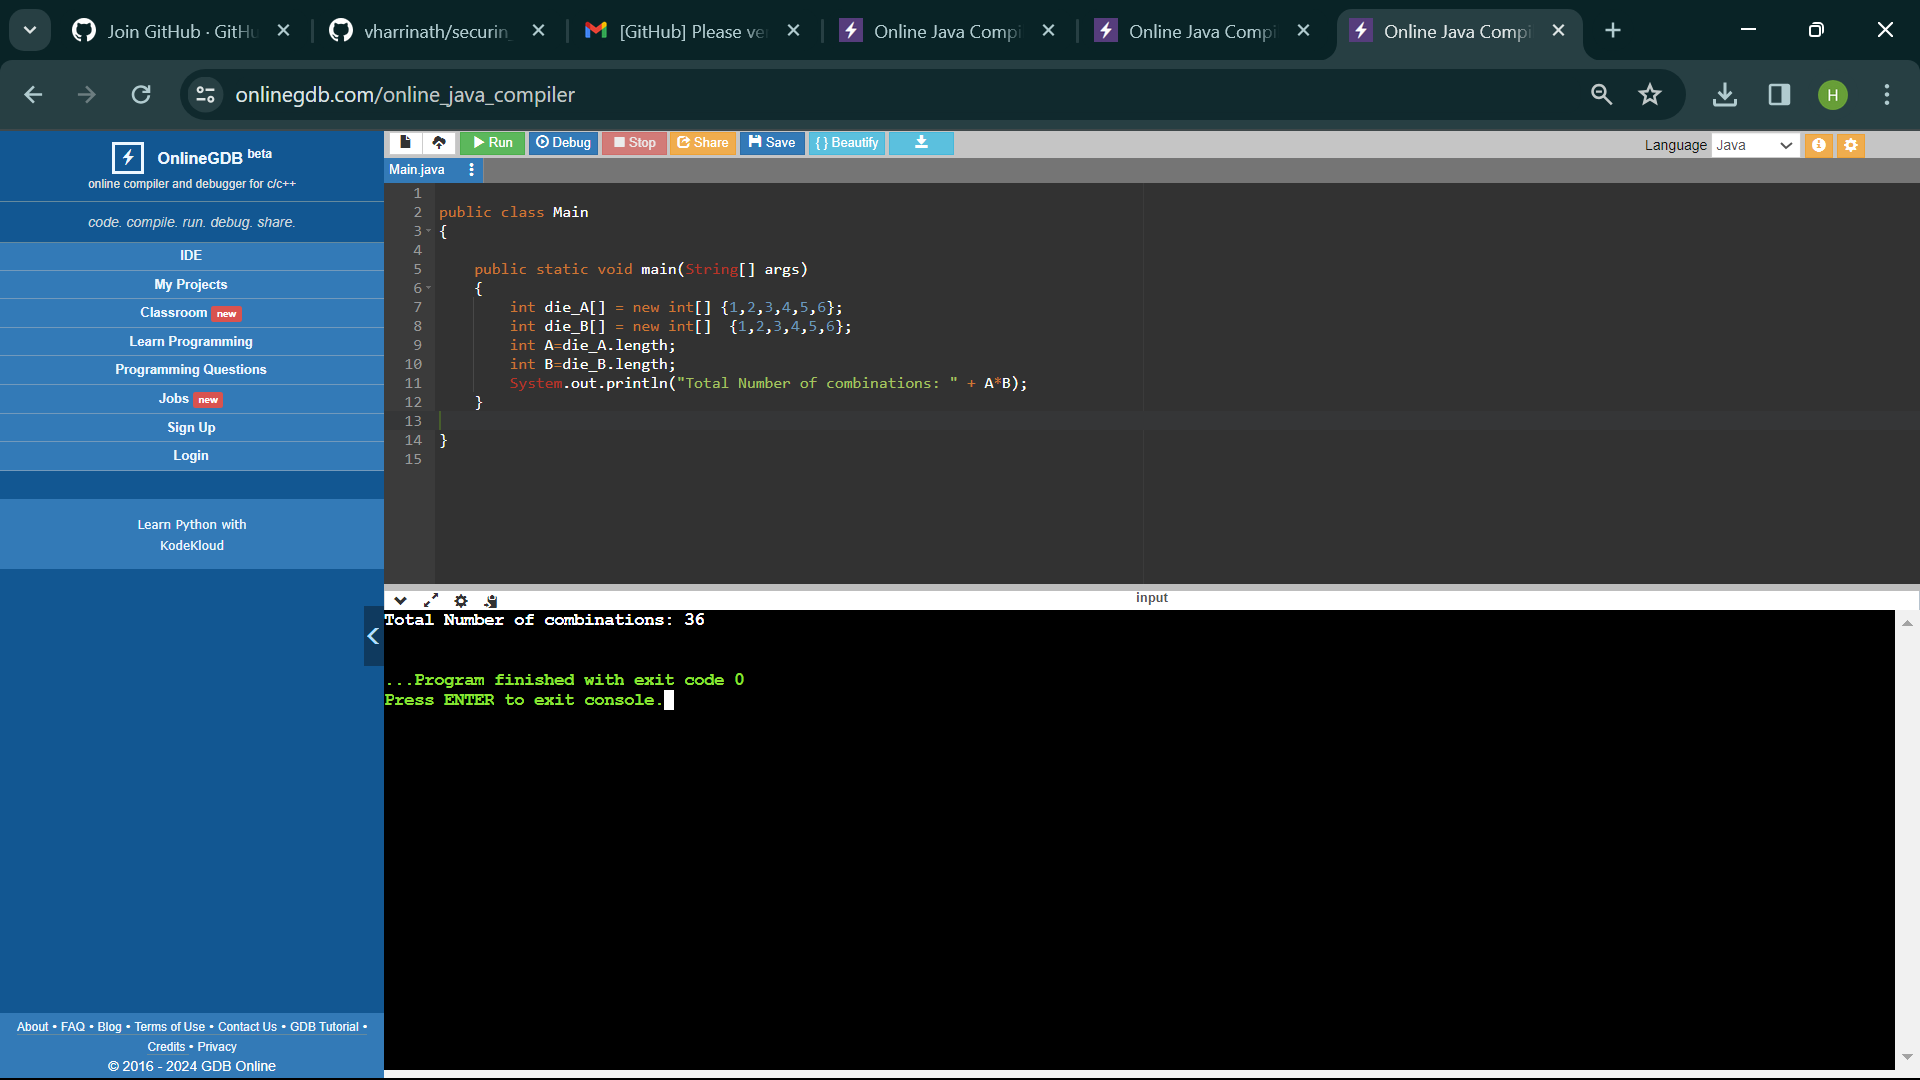 Join GitHub · GitHu
vharrinath/securin_
[GitHub] Please ve
Online Java Compi
Online Java Compi
Online Java Compi
onlinegdb.com/online_java_compiler
H
OnlineGDB beta
online compiler and debugger for c/c++
code. compile. run. debug. share.
IDE
My Projects
Classroom new
Learn Programming
Programming Questions
Jobs new
Sign Up
Login
Learn Python with
KodeKloud
About • FAQ • Blog • Terms of Use • Contact Us • GDB Tutorial •
Credits • Privacy
© 2016 - 2024 GDB Online
Run Debug Stop Share Save { } Beautify
Language Java
Main.java
1
2 public class Main
3 {
4
5 public static void main(String[] args)
6 {
7 int die_A[] = new int[] {1,2,3,4,5,6};
8 int die_B[] = new int[]  {1,2,3,4,5,6};
9 int A=die_A.length;
10 int B=die_B.length;
11 System.out.println("Total Number of combinations: " + A*B);
12 }
13
14 }
15
input
Total Number of combinations: 36
...Program finished with exit code 0
Press ENTER to exit console.